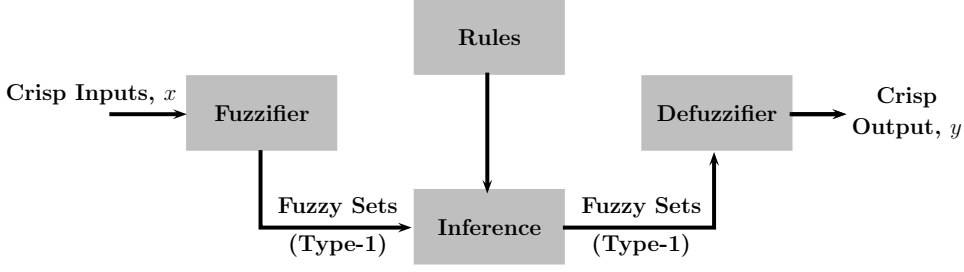 Rules
Crisp Inputs, x
Fuzzifier
Defuzzifier
Crisp
Output, y
Fuzzy Sets
(Type-1)
Inference
Fuzzy Sets
(Type-1)